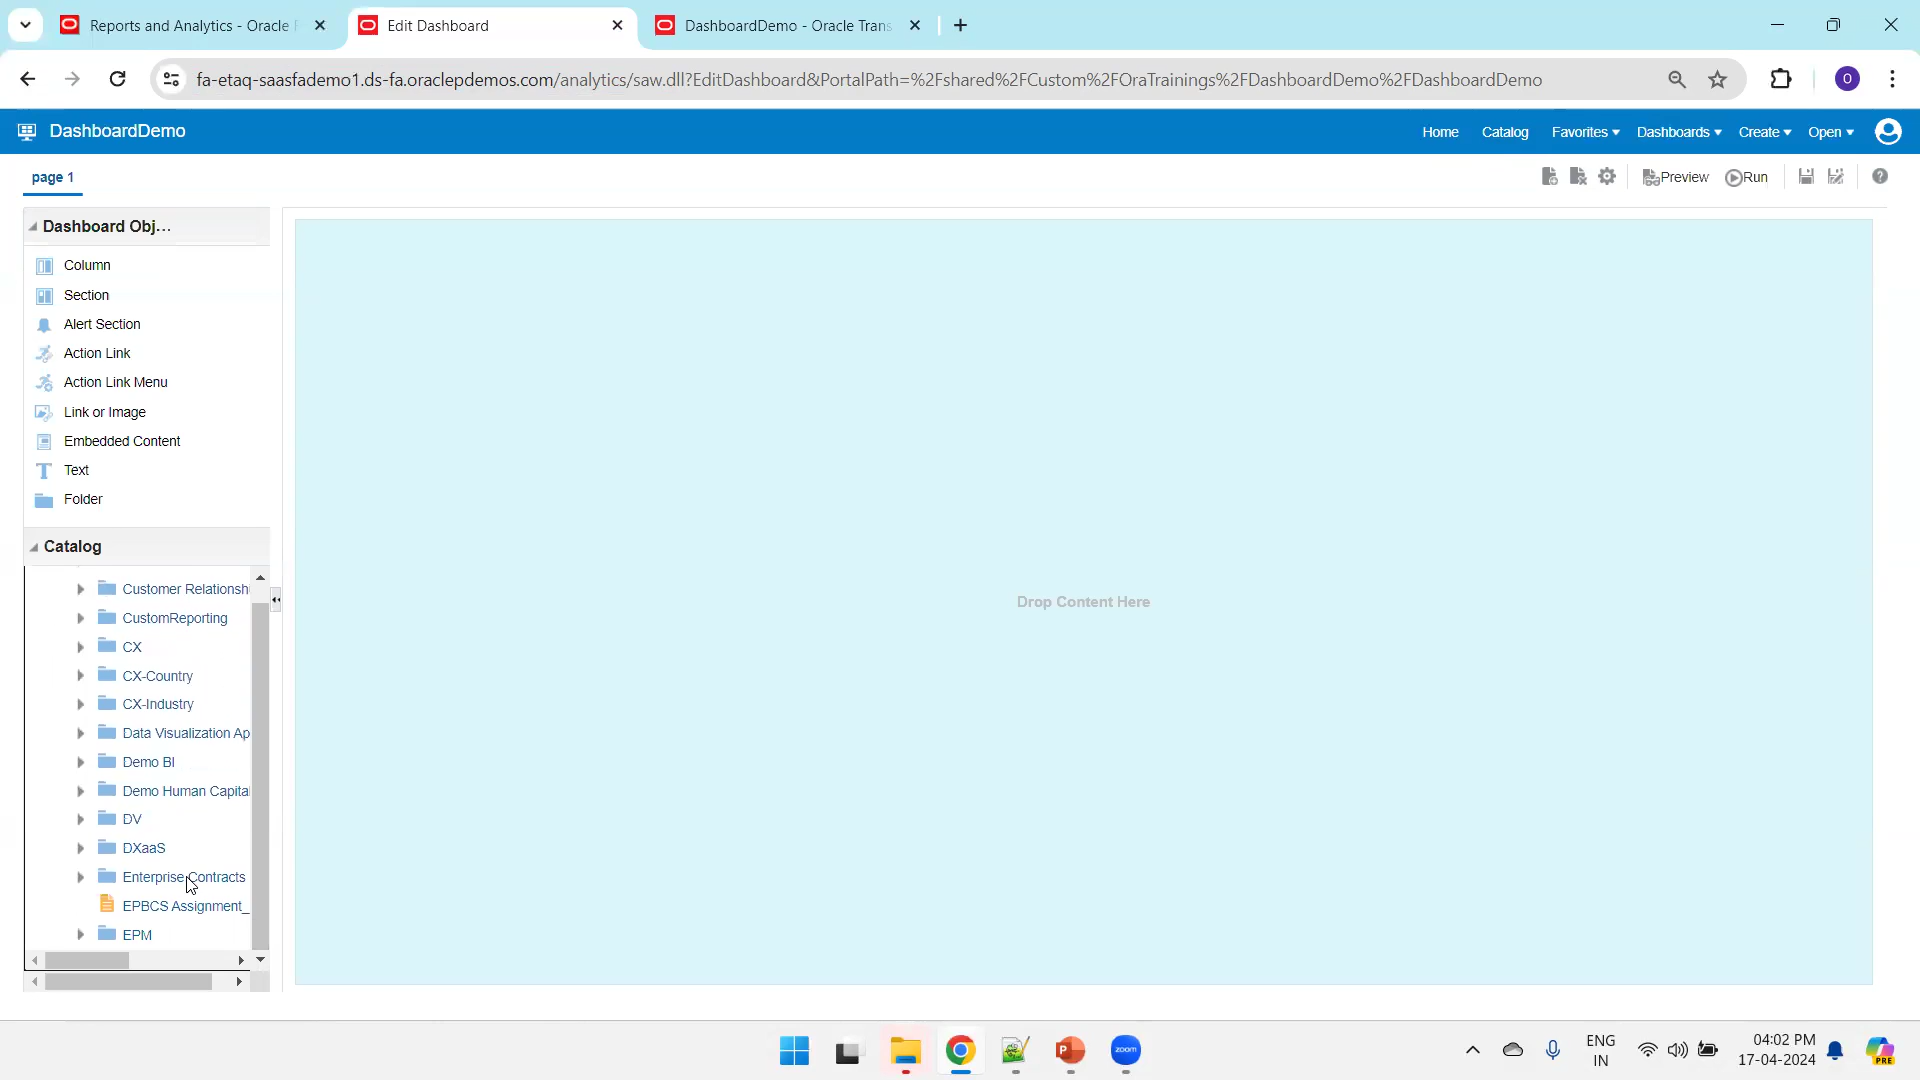 Reports and Analytics - Oracle F
Edit Dashboard
DashboardDemo - Oracle Trans
fa-etaq-saasfademo1.ds-fa.oraclepdemos.com/analytics/saw.dll?EditDashboard&PortalPath=%2Fshared%2FCustom%2FOraTrainings%2FDashboardDemo%2FDashboardDemo
O
DashboardDemo
Home
Catalog
Favorites
Dashboards
Create
Open
page 1
Preview
Run
Dashboard Obj...
Column
Section
Alert Section
Action Link
Action Link Menu
Link or Image
Embedded Content
Text
Folder
Catalog
Customer Relationshi
CustomReporting
CX
CX-Country
CX-Industry
Data Visualization Ap
Demo BI
Demo Human Capital
DV
DXaaS
Enterprise Contracts
EPBCS Assignment_
EPM
Drop Content Here
zoom
ENG
IN
04:02 PM
17-04-2024
PRE